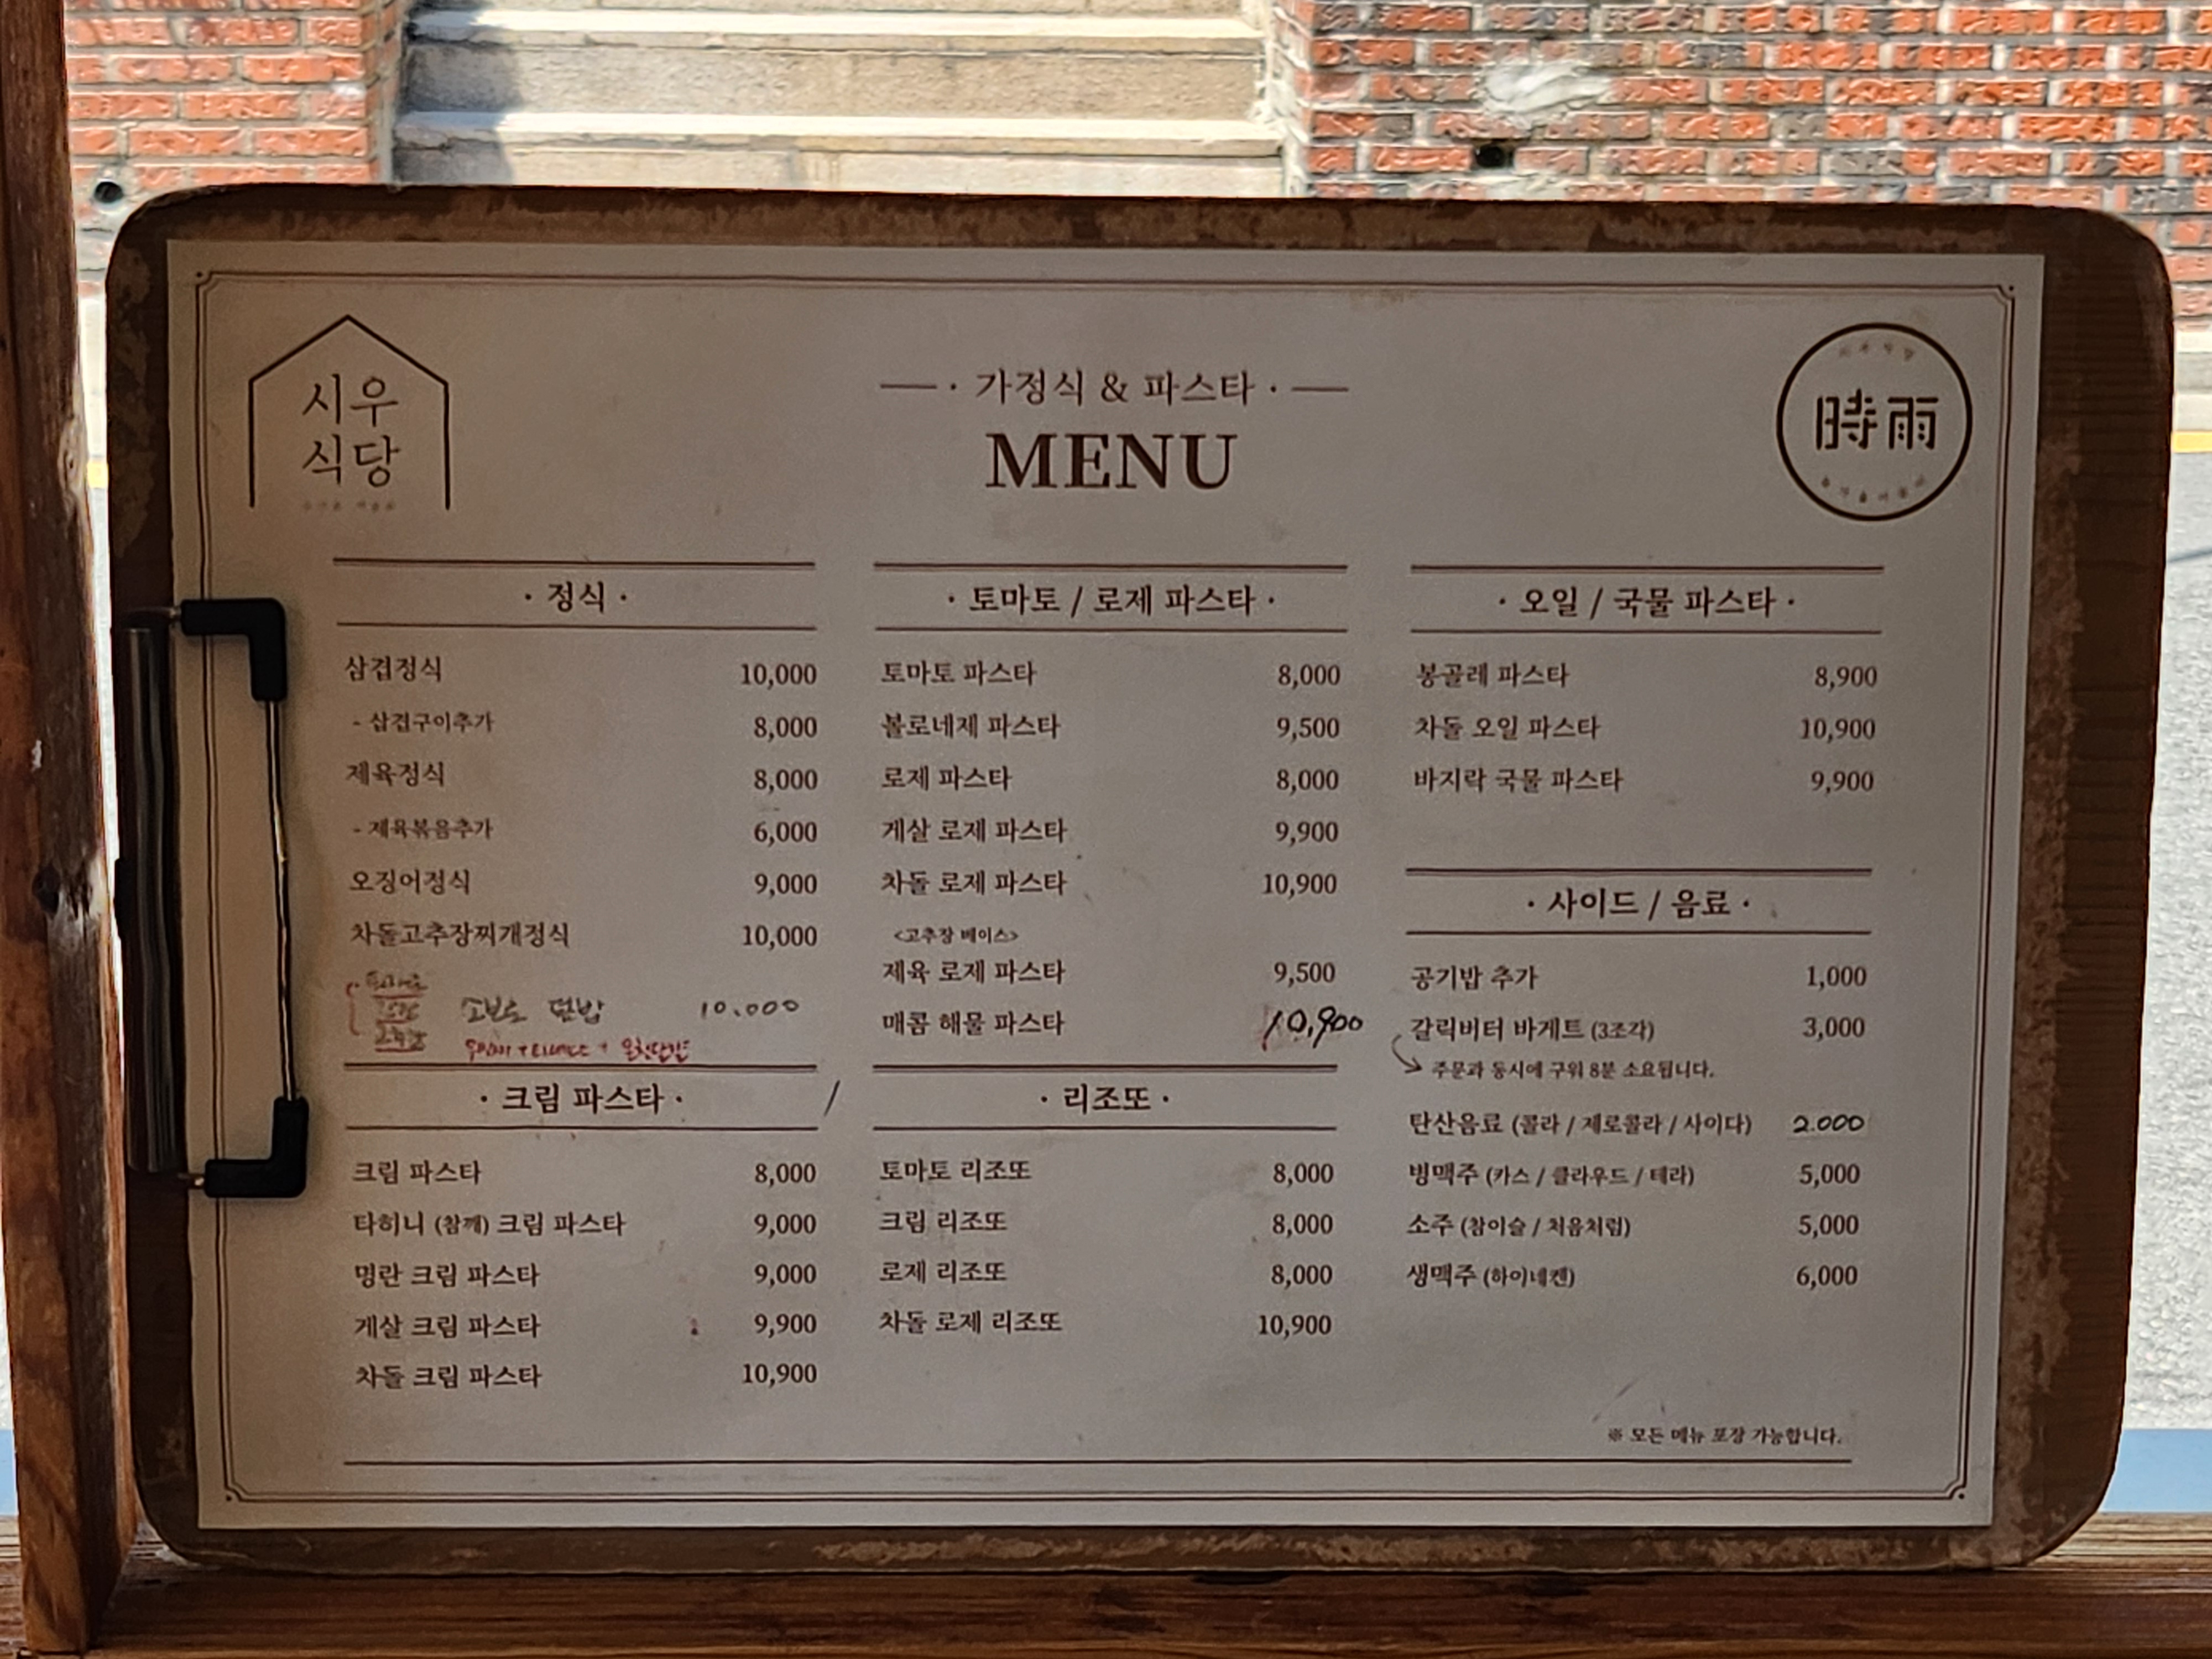 시우
식당
가정식 & 파스타
MENU
時雨
· 정식 ·
삼겹정식 10,000
- 삼겹구이추가 8,000
제육정식 8,000
- 제육볶음추가 6,000
오징어정식 9,000
차돌고추장찌개정식 10,000
덮밥 10.000
· 토마토 / 로제 파스타 ·
토마토 파스타 8,000
볼로네제 파스타 9,500
로제 파스타 8,000
게살 로제 파스타 9,900
차돌 로제 파스타 10,900
<고추장 베이스>
제육 로제 파스타 9,500
매콤 해물 파스타 10,900
· 오일 / 국물 파스타 ·
봉골레 파스타 8,900
차돌 오일 파스타 10,900
바지락 국물 파스타 9,900
· 크림 파스타 · /
크림 파스타 8,000
타히니 (참깨) 크림 파스타 9,000
명란 크림 파스타 9,000
게살 크림 파스타 9,900
차돌 크림 파스타 10,900
· 리조또 ·
토마토 리조또 8,000
크림 리조또 8,000
로제 리조또 8,000
차돌 로제 리조또 10,900
· 사이드 / 음료 ·
공기밥 추가 1,000
갈릭버터 바게트 (3조각) 3,000
주문과 동시에 구워 8분 소요됩니다.
탄산음료 (콜라 / 제로콜라 / 사이다) 2.000
병맥주 (카스 / 클라우드 / 테라) 5,000
소주 (참이슬 / 처음처럼) 5,000
생맥주 (하이네켄) 6,000
※ 모든 메뉴 포장 가능합니다.